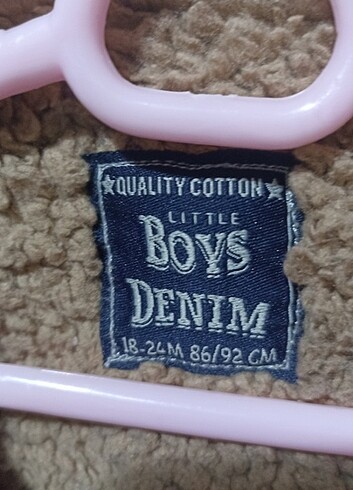 ★QUALITY COTTON★
LITTLE
BOYS
DENIM
18-24M 86/92 CM